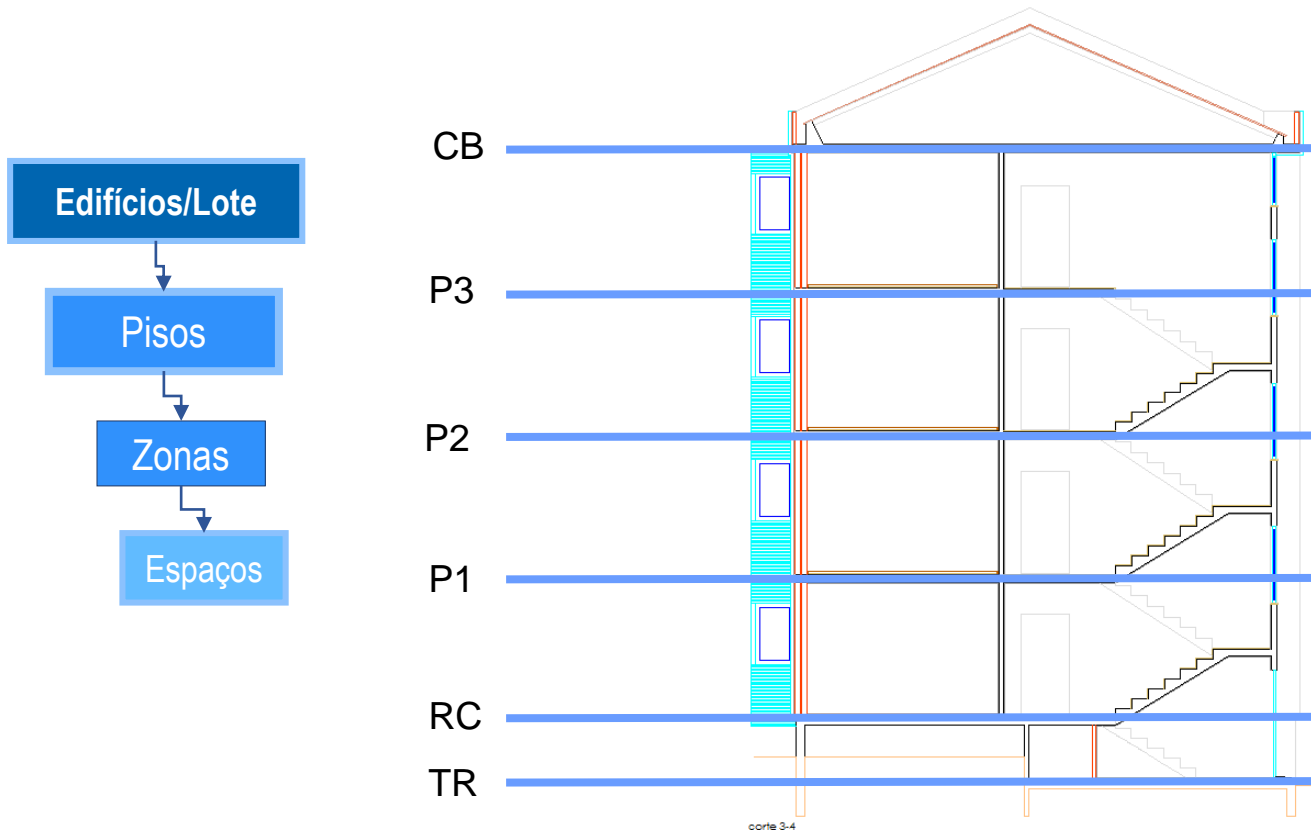 Edifícios/Lote
Pisos
Zonas
Espaços
CB
P3
P2
P1
RC
TR
corte 3-4